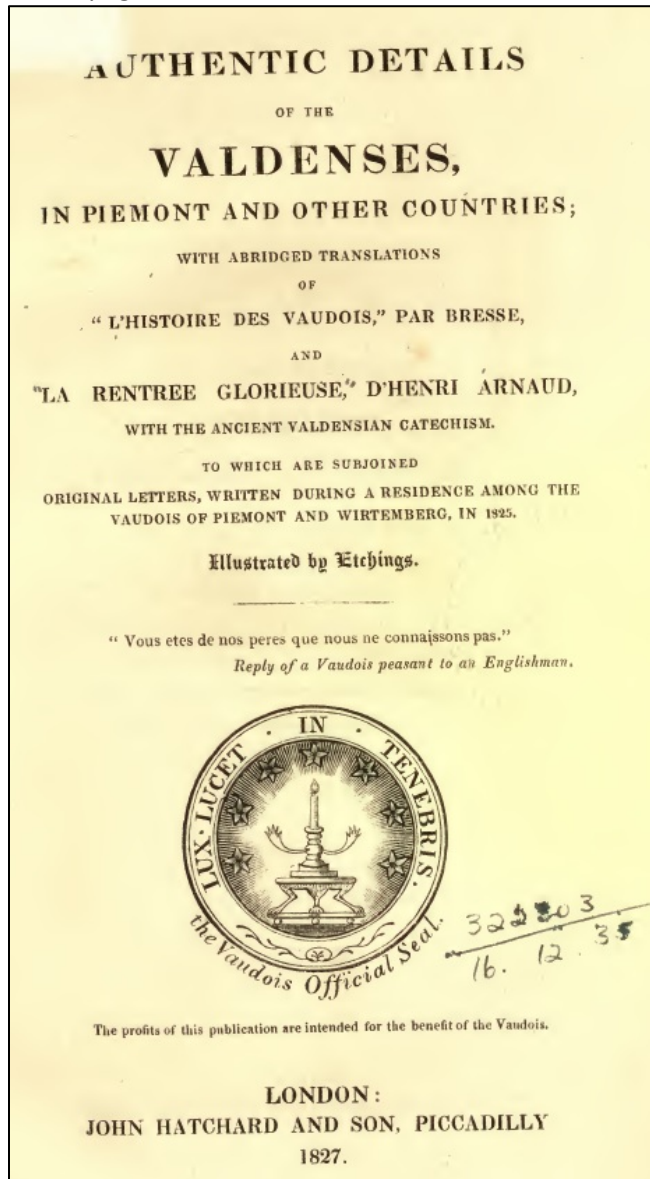 AUTHENTIC DETAILS
OF THE
VALDENSES,
IN PIEMONT AND OTHER COUNTRIES;
WITH ABRIDGED TRANSLATIONS
OF
“ L'HISTOIRE DES VAUDOIS,” PAR BRESSE,
AND
“LA RENTREE GLORIEUSE,” D'HENRI ARNAUD,
WITH THE ANCIENT VALDENSIAN CATECHISM.
TO WHICH ARE SUBJOINED
ORIGINAL LETTERS, WRITTEN DURING A RESIDENCE AMONG THE
VAUDOIS OF PIEMONT AND WIRTEMBERG, IN 1825.
Illustrated by Etchings.
“ Vous etes de nos peres que nous ne connaissons pas.”
Reply of a Vaudois peasant to an Englishman.
LUX · LUCET · IN · TENEBRIS.
the Vaudois Official Seal.
16. 12. 35
The profits of this publication are intended for the benefit of the Vaudois.
LONDON:
JOHN HATCHARD AND SON, PICCADILLY
1827.